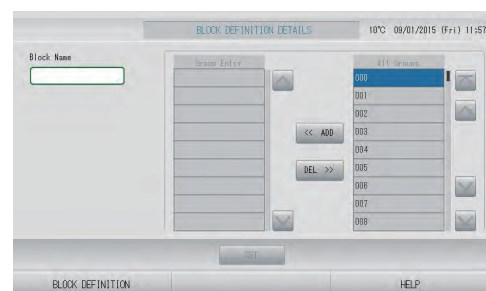 BLOCK DEFINITION DETAILS
10°C 09/01/2015 (Fri) 11:57
Block Name
Group Entry
All Groups
000
001
002
<< ADD
003
004
DEL >>
005
006
007
008
SET
BLOCK DEFINITION
HELP